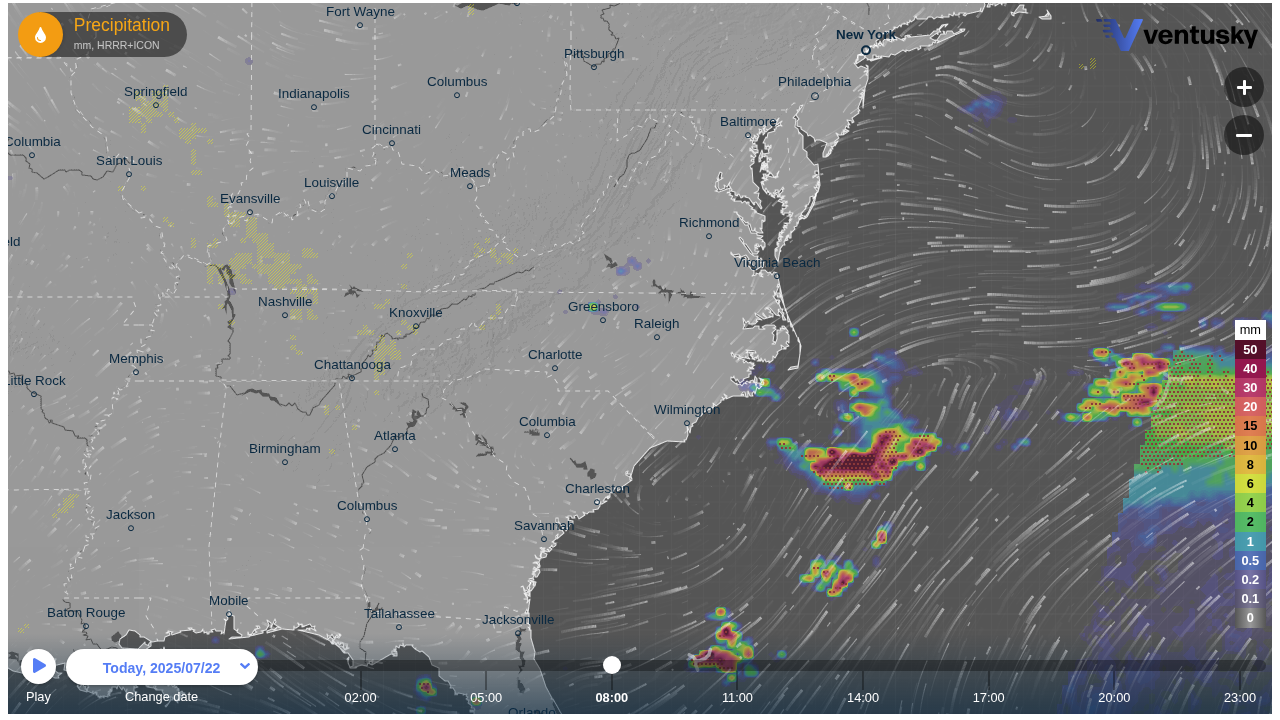 Precipitation
mm, HRRR+ICON
ventusky
Fort Wayne
New York
Pittsburgh
Columbus
Philadelphia
Springfield
Indianapolis
Baltimore
Cincinnati
Columbia
Saint Louis
Meads
Louisville
Evansville
Richmond
eld
Virginia Beach
Nashville
Greensboro
Knoxville
Raleigh
Memphis
Charlotte
Chattanooga
Little Rock
Wilmington
Columbia
Atlanta
Birmingham
Charleston
Columbus
Jackson
Savannah
Mobile
Baton Rouge
Tallahassee
Jacksonville
Orlando
mm
50
40
30
20
15
10
8
6
4
2
1
0.5
0.2
0.1
0
Today, 2025/07/22
Play
Change date
02:00
05:00
08:00
11:00
14:00
17:00
20:00
23:00